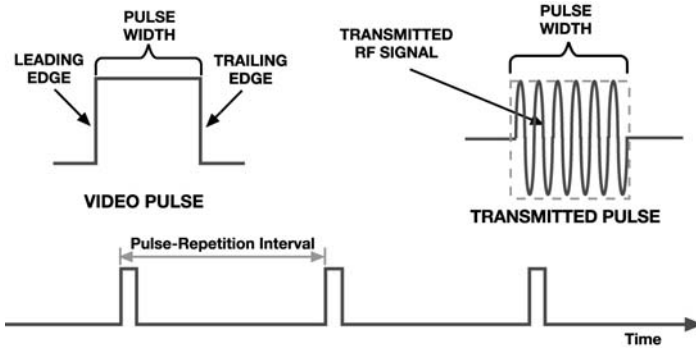 PULSE
WIDTH
LEADING
EDGE
TRAILING
EDGE
VIDEO PULSE
TRANSMITTED
RF SIGNAL
PULSE
WIDTH
TRANSMITTED PULSE
Pulse-Repetition Interval
Time